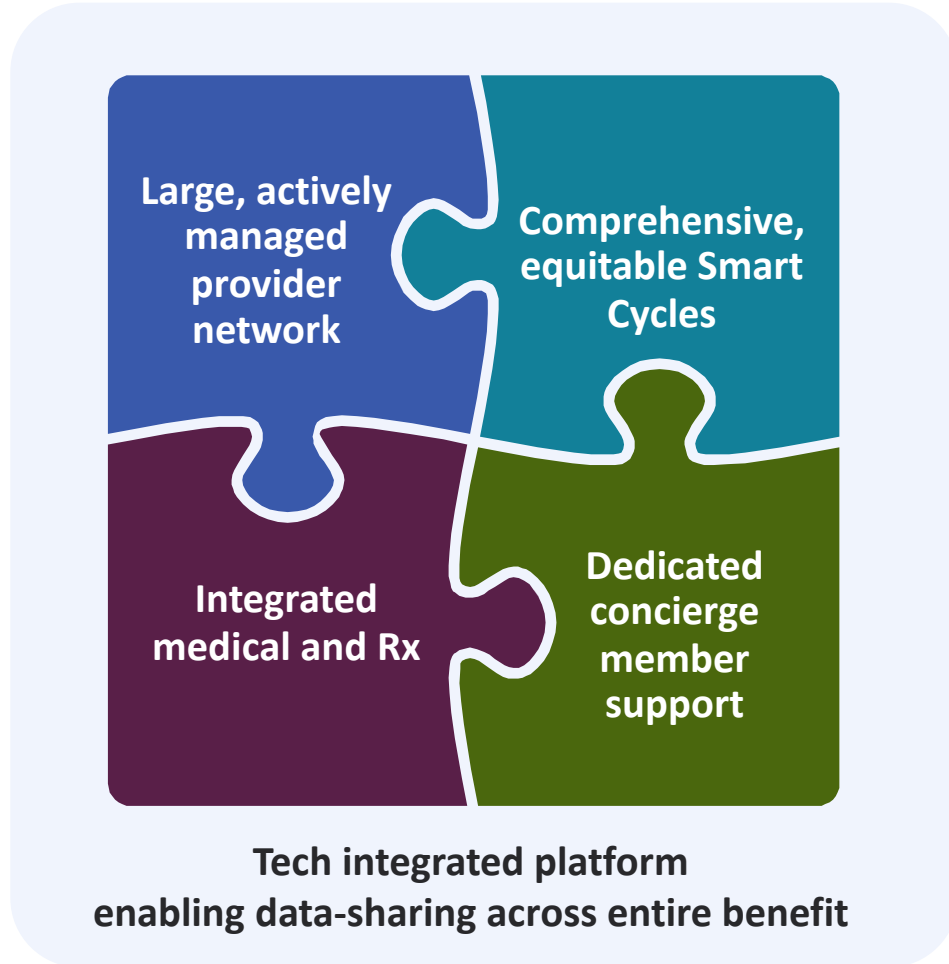 Large, actively
managed
provider
network
Comprehensive,
equitable Smart
Cycles
Integrated
medical and Rx
Dedicated
concierge
member
support
Tech integrated platform
enabling data-sharing across entire benefit